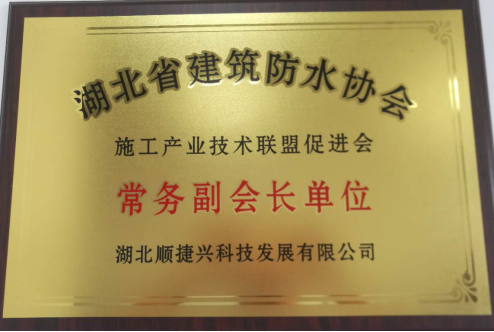 湖北省建筑防水协会
施工产业技术联盟促进会
常务副会长单位
湖北顺捷兴科技发展有限公司